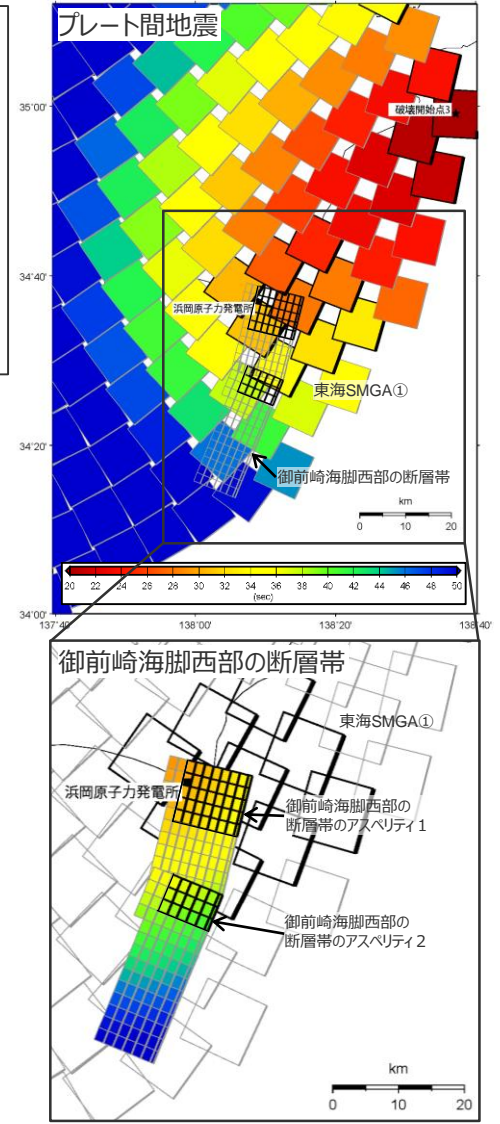 プレート間地震
35°00'
破壊開始点3
34°40'
浜岡原子力発電所
東海SMGA①
34°20'
御前崎海脚西部の断層帯
km
0 10 20
20 22 24 26 28 30 32 34 36 38 40 42 44 46 48 50
(sec)
34°00'
137°40' 138°00' 138°20' 138°40'
御前崎海脚西部の断層帯
東海SMGA①
浜岡原子力発電所
御前崎海脚西部の
断層帯のアスペリティ1
御前崎海脚西部の
断層帯のアスペリティ2
km
0 10 20